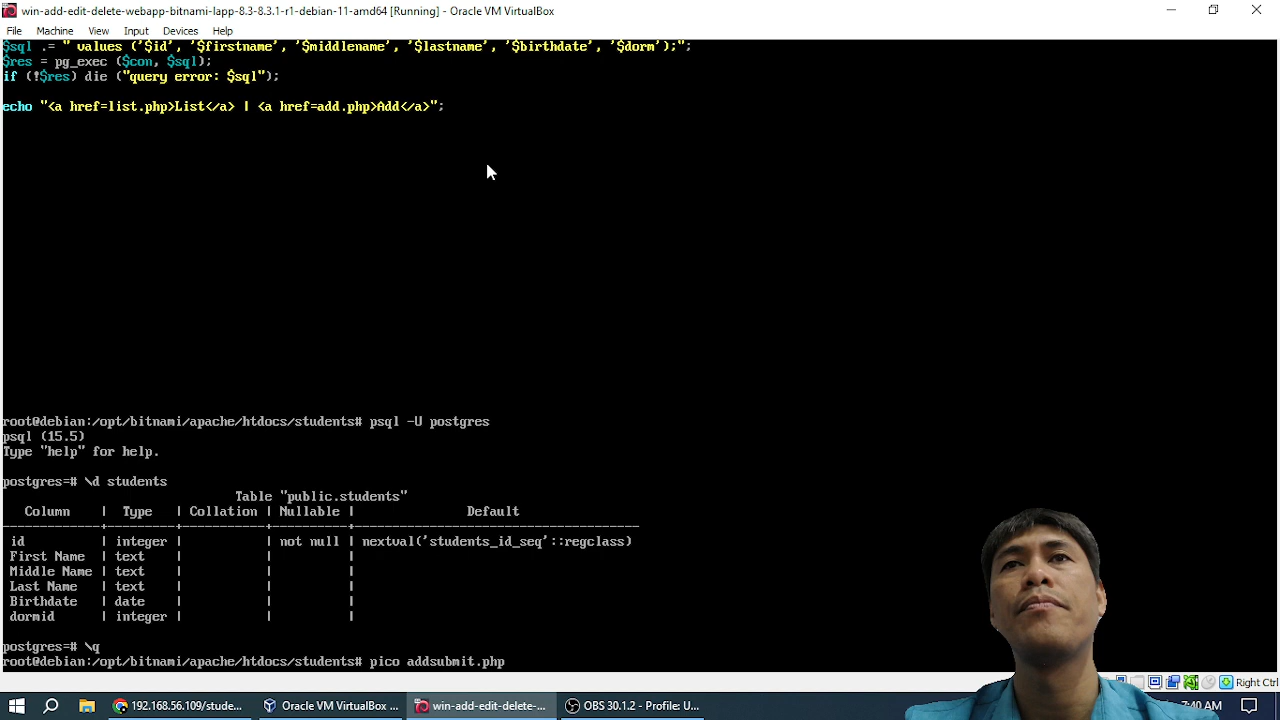 win-add-edit-delete-webapp-bitnami-lapp-8.3-8.3.1-r1-debian-11-amd64 [Running] - Oracle VM VirtualBox
File Machine View Input Devices Help
$sql .= " values ('$id', '$firstname', '$middlename', '$lastname', '$birthdate', '$dorm');";
$res = pg_exec ($con, $sql);
if (!$res) die ("query error: $sql");
echo "<a href=list.php>List</a> | <a href=add.php>Add</a>";
root@debian:/opt/bitnami/apache/htdocs/students# psql -U postgres
psql (15.5)
Type "help" for help.
postgres=# \d students
Table "public.students"
Column | Type | Collation | Nullable | Default
---------+---------+-----------+----------+--------------------------------------
id | integer | | not null | nextval('students_id_seq'::regclass)
First Name | text | | |
Middle Name | text | | |
Last Name | text | | |
Birthdate | date | | |
dormid | integer | | |
postgres=# \q
root@debian:/opt/bitnami/apache/htdocs/students# pico addsubmit.php
Right Ctrl
192.168.56.109/stude... Oracle VM VirtualBox ... win-add-edit-delete-... OBS 30.1.2 - Profile: U... 7:40 AM